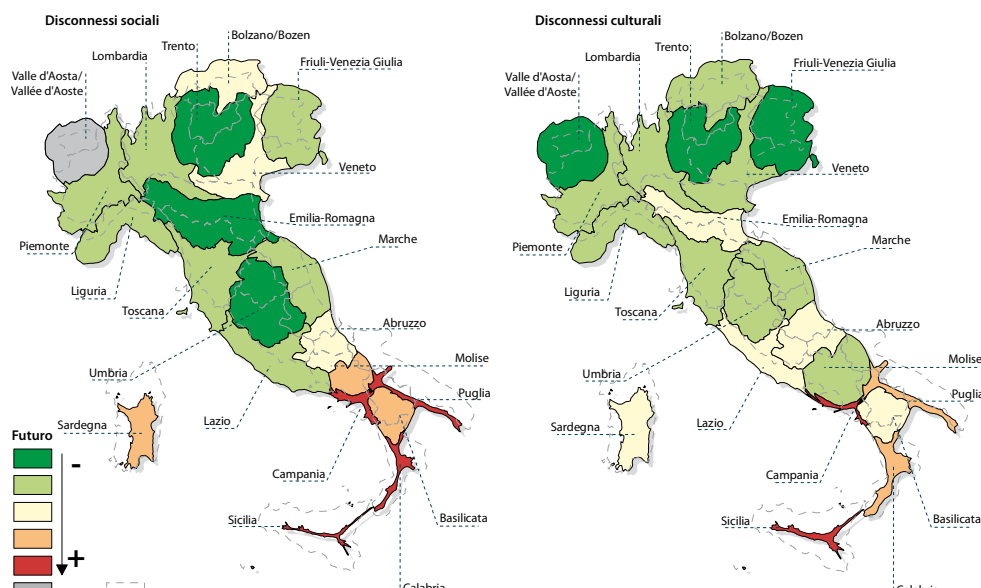 Disconnessi sociali
Bolzano/Bozen
Trento
Lombardia
Friuli-Venezia Giulia
Valle d'Aosta/
Vallée d'Aoste
Veneto
Emilia-Romagna
Marche
Piemonte
Liguria
Toscana
Abruzzo
Molise
Umbria
Puglia
Lazio
Sardegna
Campania
Sicilia
Basilicata
Calabria
Futuro
-
+
Disconnessi culturali
Bolzano/Bozen
Trento
Lombardia
Friuli-Venezia Giulia
Valle d'Aosta/
Vallée d'Aoste
Veneto
Emilia-Romagna
Marche
Piemonte
Liguria
Toscana
Abruzzo
Molise
Umbria
Puglia
Lazio
Sardegna
Campania
Sicilia
Basilicata